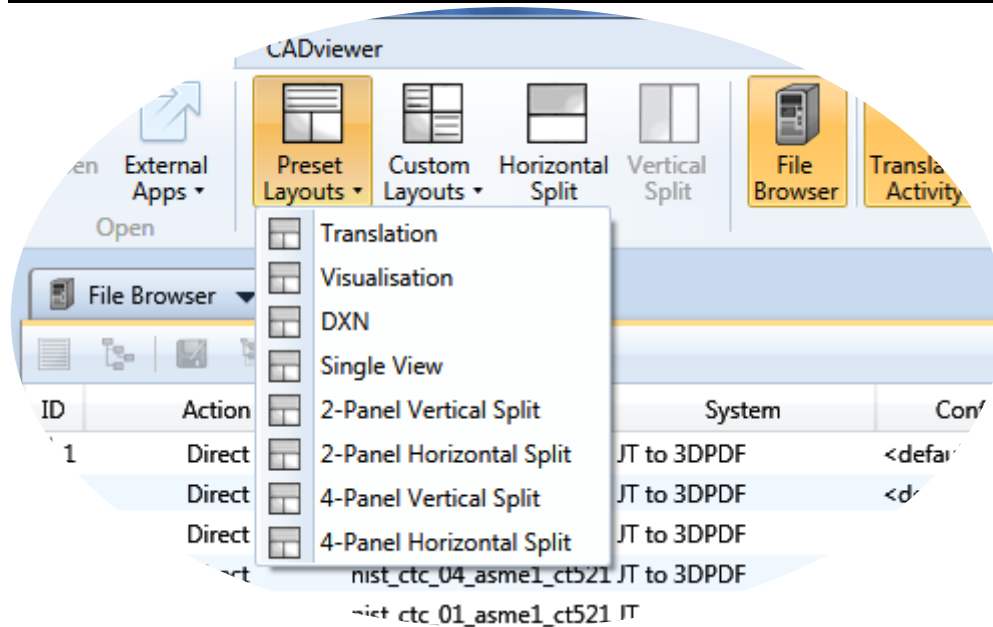 CADviewer
External Apps
Preset Layouts
Custom Layouts
Horizontal Split
Vertical Split
File Browser
Activity
Open
Translation
Visualisation
DXN
Single View
2-Panel Vertical Split
2-Panel Horizontal Split
4-Panel Vertical Split
4-Panel Horizontal Split
File Browser
ID Action System
1 Direct JT to 3DPDF
Direct JT to 3DPDF
Direct JT to 3DPDF
nist_ctc_04_asme1_ct521 JT to 3DPDF
ctc_01_asme1_ct521 JT